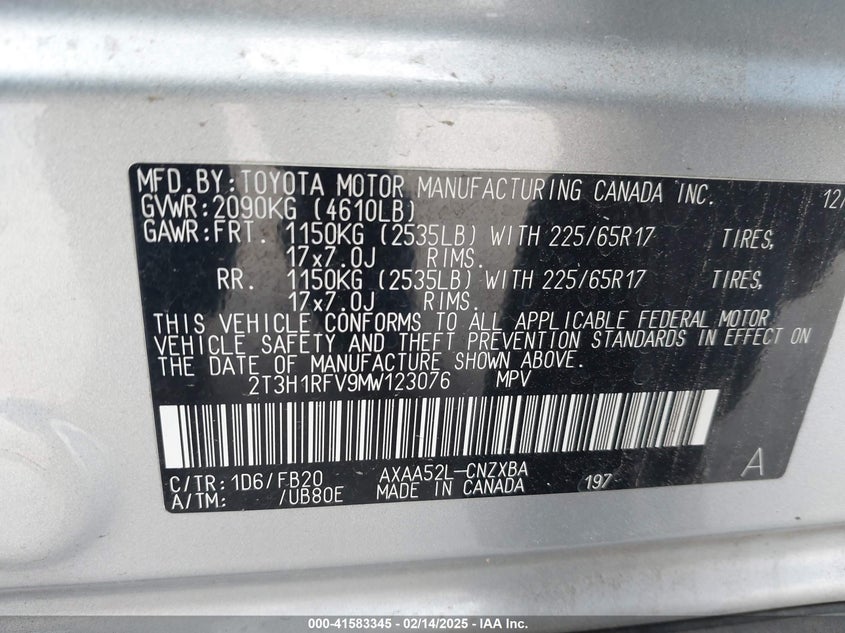 MFD.BY:TOYOTA MOTOR MANUFACTURING CANADA INC. 12/
GVWR:2090KG (4610LB)
GAWR:FRT. 1150KG (2535LB) WITH 225/65R17 TIRES,
17x7.0J RIMS.
RR. 1150KG (2535LB) WITH 225/65R17 TIRES,
17x7.0J RIMS.
THIS VEHICLE CONFORMS TO ALL APPLICABLE FEDERAL MOTOR
VEHICLE SAFETY AND THEFT PREVENTION STANDARDS IN EFFECT ON
THE DATE OF MANUFACTURE SHOWN ABOVE.
2T3H1RFV9MW123076 MPV
C/TR:1D6/FB20 AXAA52L-CNZXBA A
A/TM: /UB80E MADE IN CANADA 197
000-41583345 - 02/14/2025 - IAA Inc.